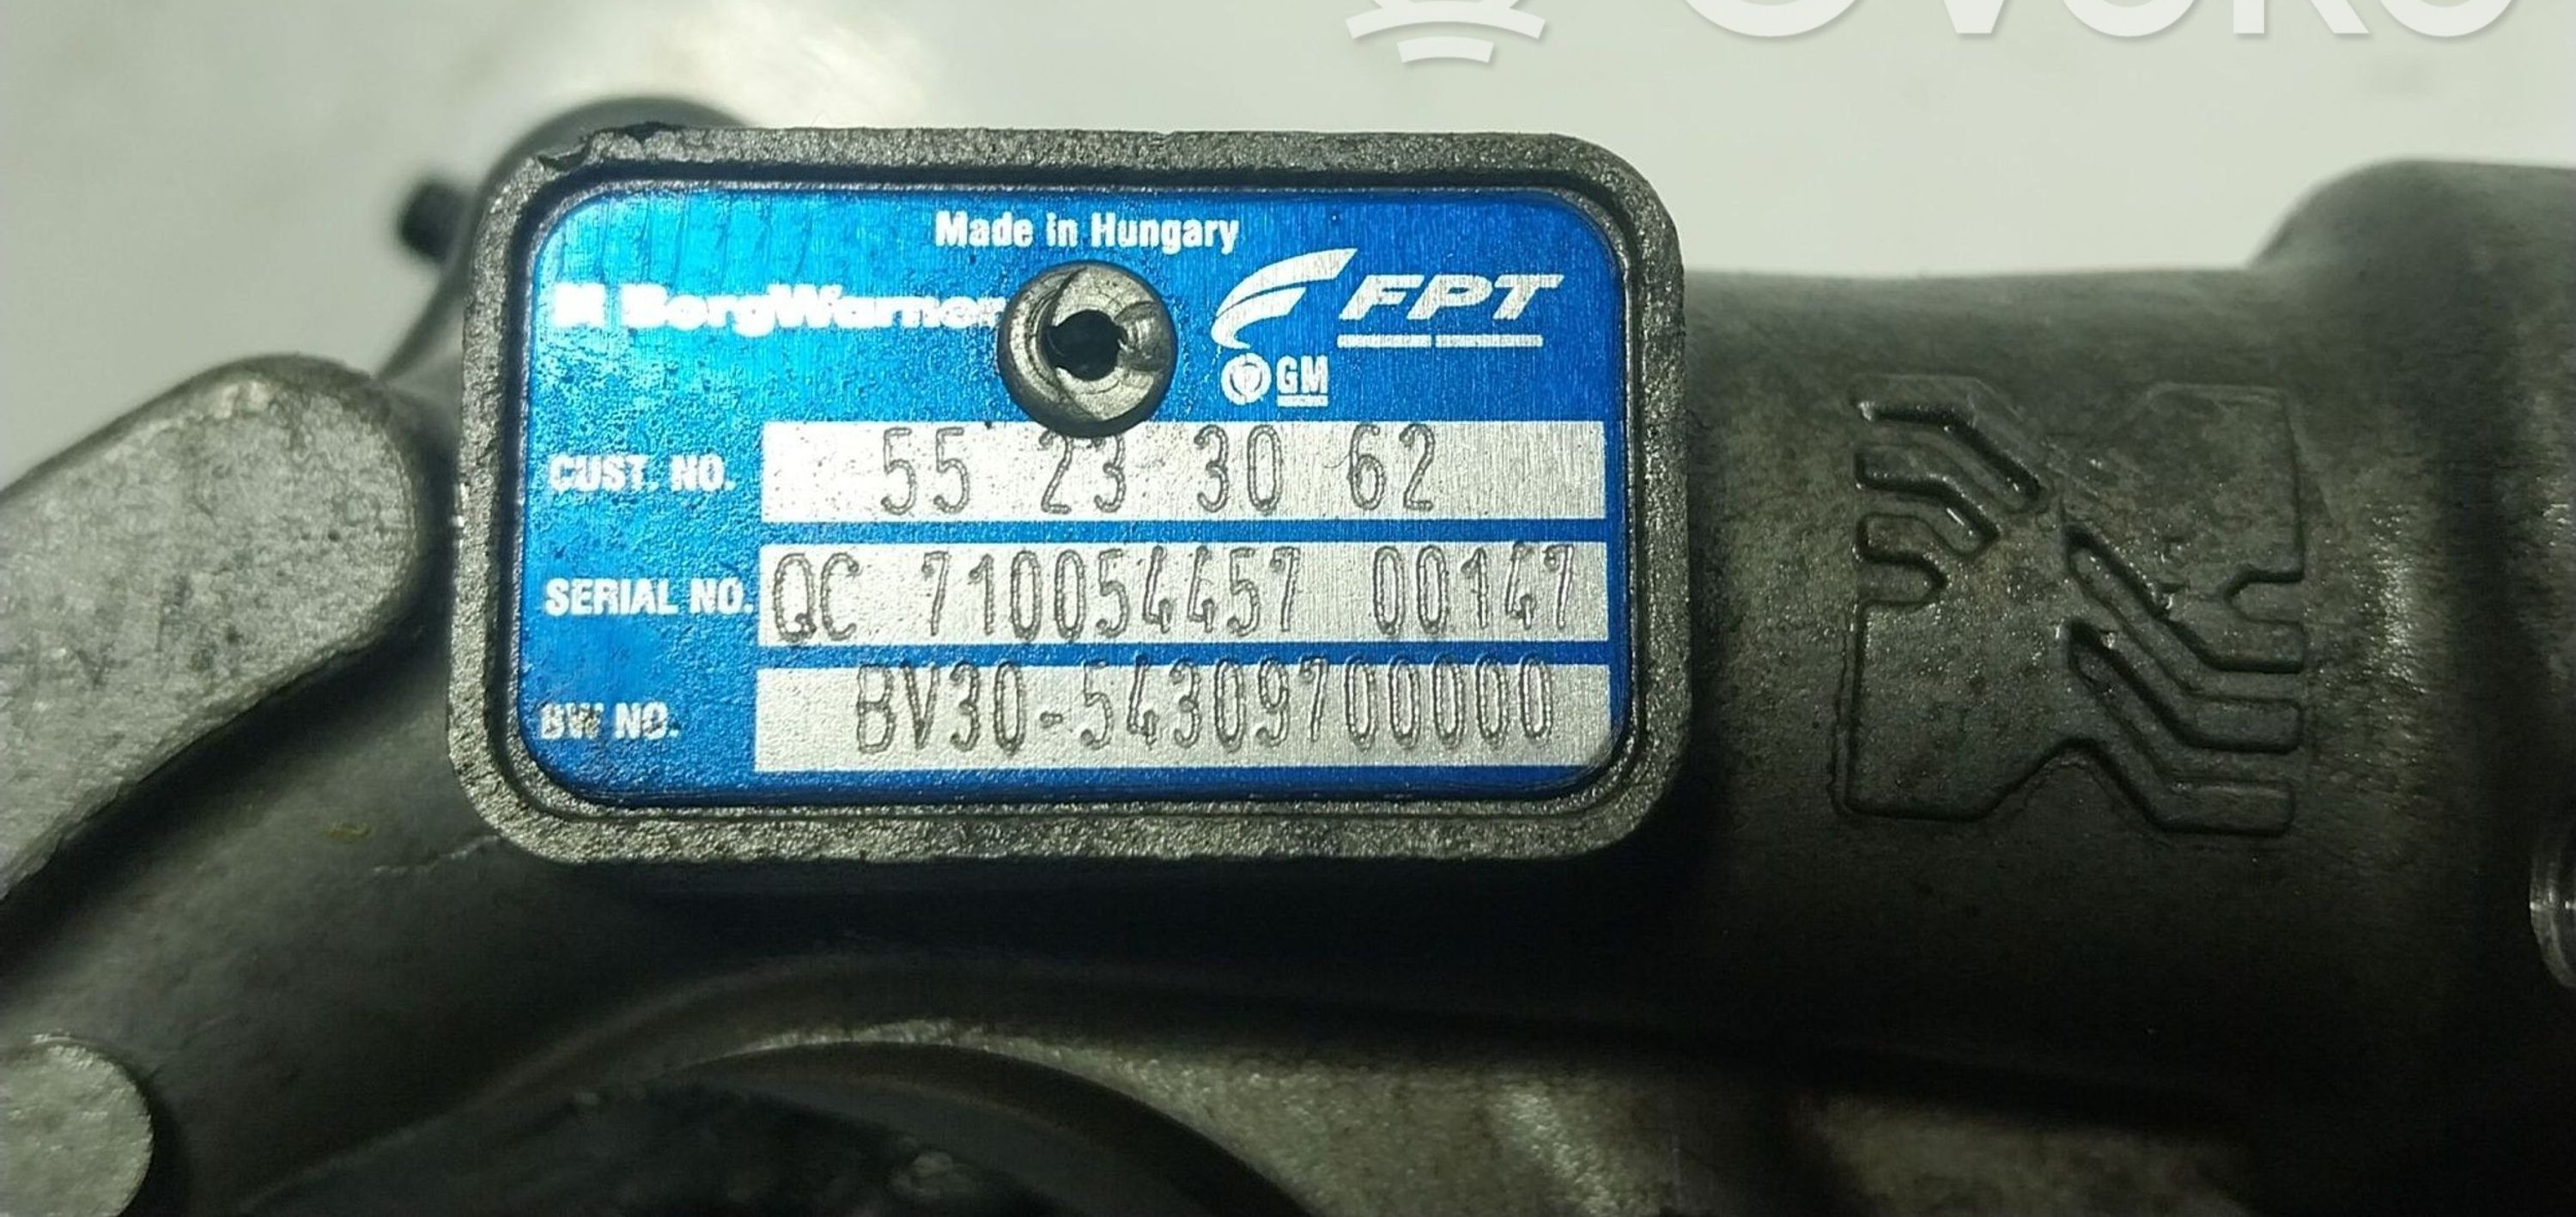 Made in Hungary
BorgWarner
FPT
GM
CUST. NO. 55 23 30 62
SERIAL NO. QC 710054457 00147
BW NO. BV30-54309700000